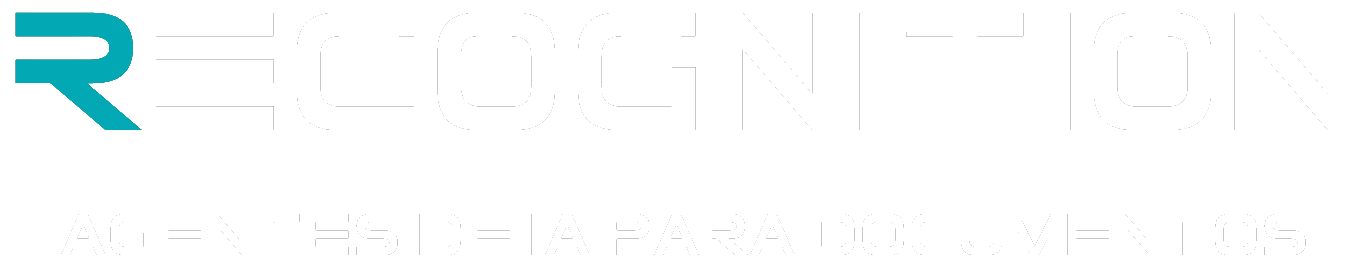 RECOGNITION
AGENTES DE IA PARA DOCUMENTOS